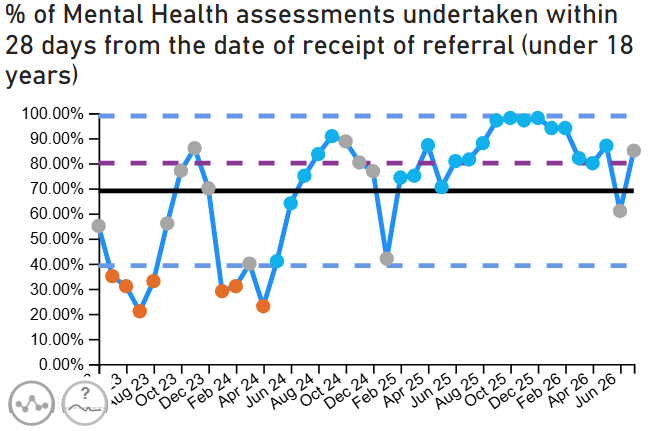 % of Mental Health assessments undertaken within
28 days from the date of receipt of referral (under 18
years)
100.00%
90.00%
80.00%
70.00%
60.00%
50.00%
40.00%
30.00%
20.00%
10.00%
0.00%
Aug 23
Oct 23
Dec 23
Feb 24
Apr 24
Jun 24
Aug 24
Oct 24
Dec 24
Feb 25
Apr 25
Jun 25
Aug 25
Oct 25
Dec 25
Feb 26
Apr 26
Jun 26
?